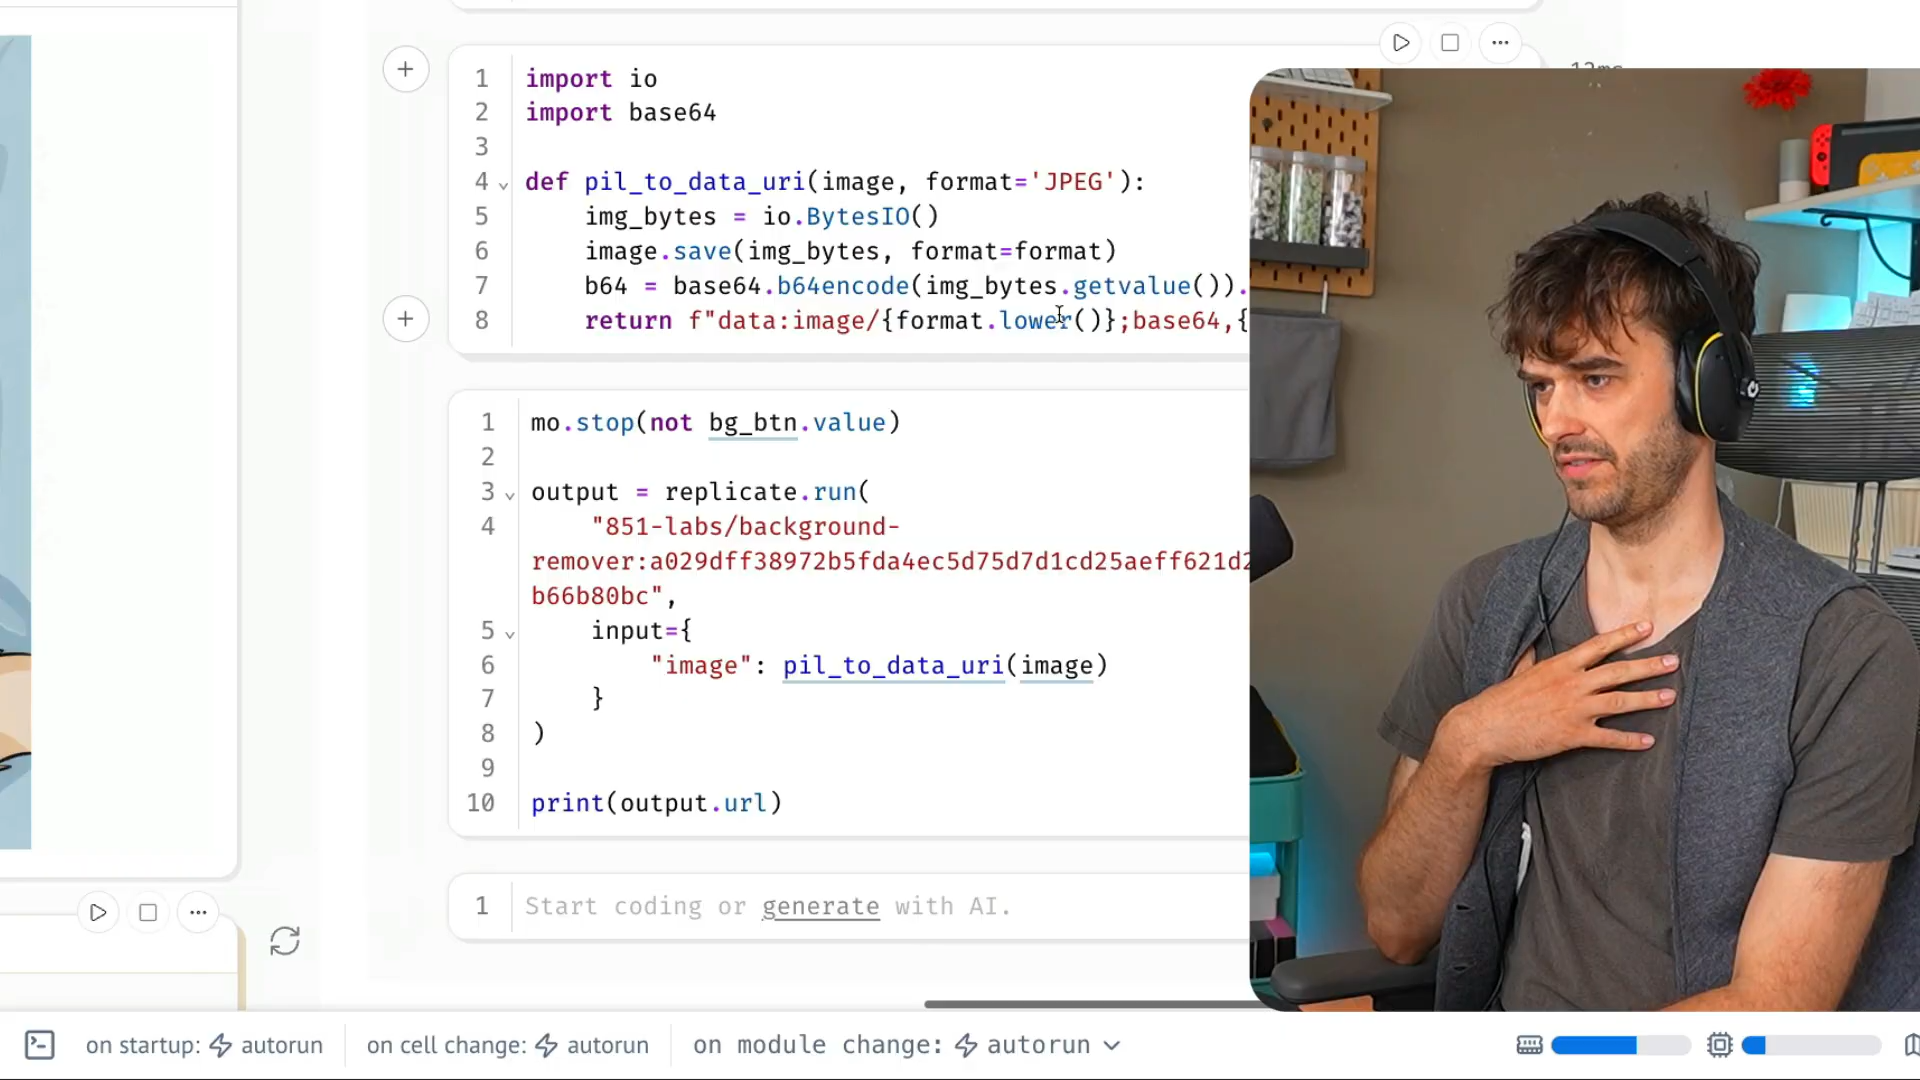 12ms
1 import io
2 import base64
3
4 def pil_to_data_uri(image, format='JPEG'):
5 img_bytes = io.BytesIO()
6 image.save(img_bytes, format=format)
7 b64 = base64.b64encode(img_bytes.getvalue()).
8 return f"data:image/{format.lower()};base64,{
1 mo.stop(not bg_btn.value)
2
3 output = replicate.run(
4 "851-labs/background-
remover:a029dff38972b5fda4ec5d75d7d1cd25aeff621d2
b66b80bc",
5 input={
6 "image": pil_to_data_uri(image)
7 }
8 )
9
10 print(output.url)
1 Start coding or generate with AI.
on startup: autorun on cell change: autorun on module change: autorun